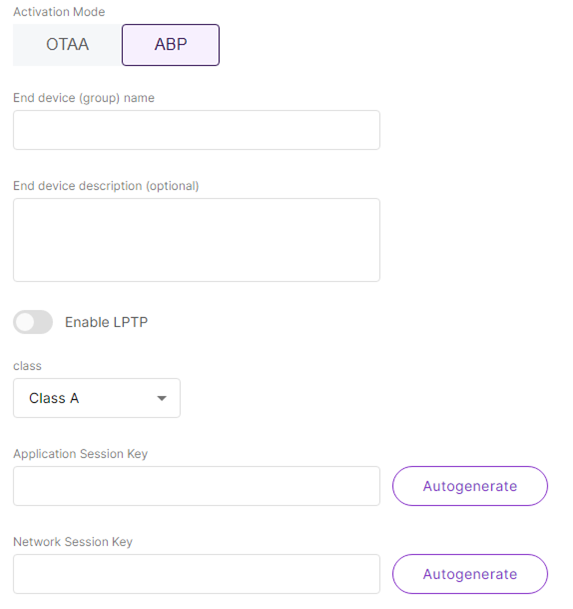 Activation Mode
OTAA ABP
End device (group) name
End device description (optional)
Enable LPTP
class
Class A
Application Session Key
Autogenerate
Network Session Key
Autogenerate